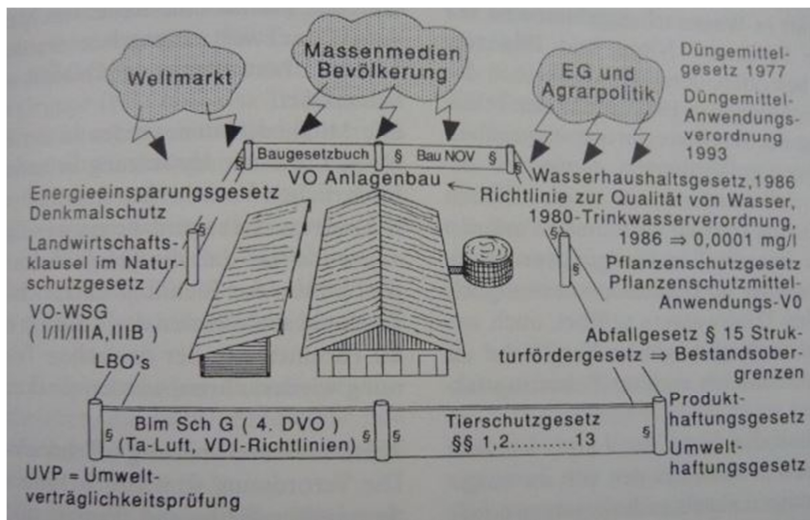 Weltmarkt
Massenmedien
Bevölkerung
EG und
Agrarpolitik
Düngemittel-
gesetz 1977
Düngemittel-
Anwendungs-
verordnung
1993
§ Baugesetzbuch § Bau NOV §
VO Anlagenbau
Wasserhaushaltsgesetz,1986
Richtlinie zur Qualität von Wasser,
1980-Trinkwasserverordnung,
1986 ⇒ 0,0001 mg/l
Energieeinsparungsgesetz
Denkmalschutz
§
Landwirtschafts-
klausel im Natur-
schutzgesetz
§
Pflanzenschutzgesetz
Pflanzenschutzmittel-
Anwendungs-VO
VO-WSG
( I/II/IIIA,IIIB )
LBO's
Abfallgesetz § 15 Struk-
turfördergesetz ⇒ Bestandsober-
grenzen
§ BIm Sch G ( 4. DVO )
(Ta-Luft, VDI-Richtlinien) §
Tierschutzgesetz
§§ 1,2..........13 §
Produkt-
haftungsgesetz
Umwelt-
haftungsgesetz
UVP = Umwelt-
verträglichkeitsprüfung